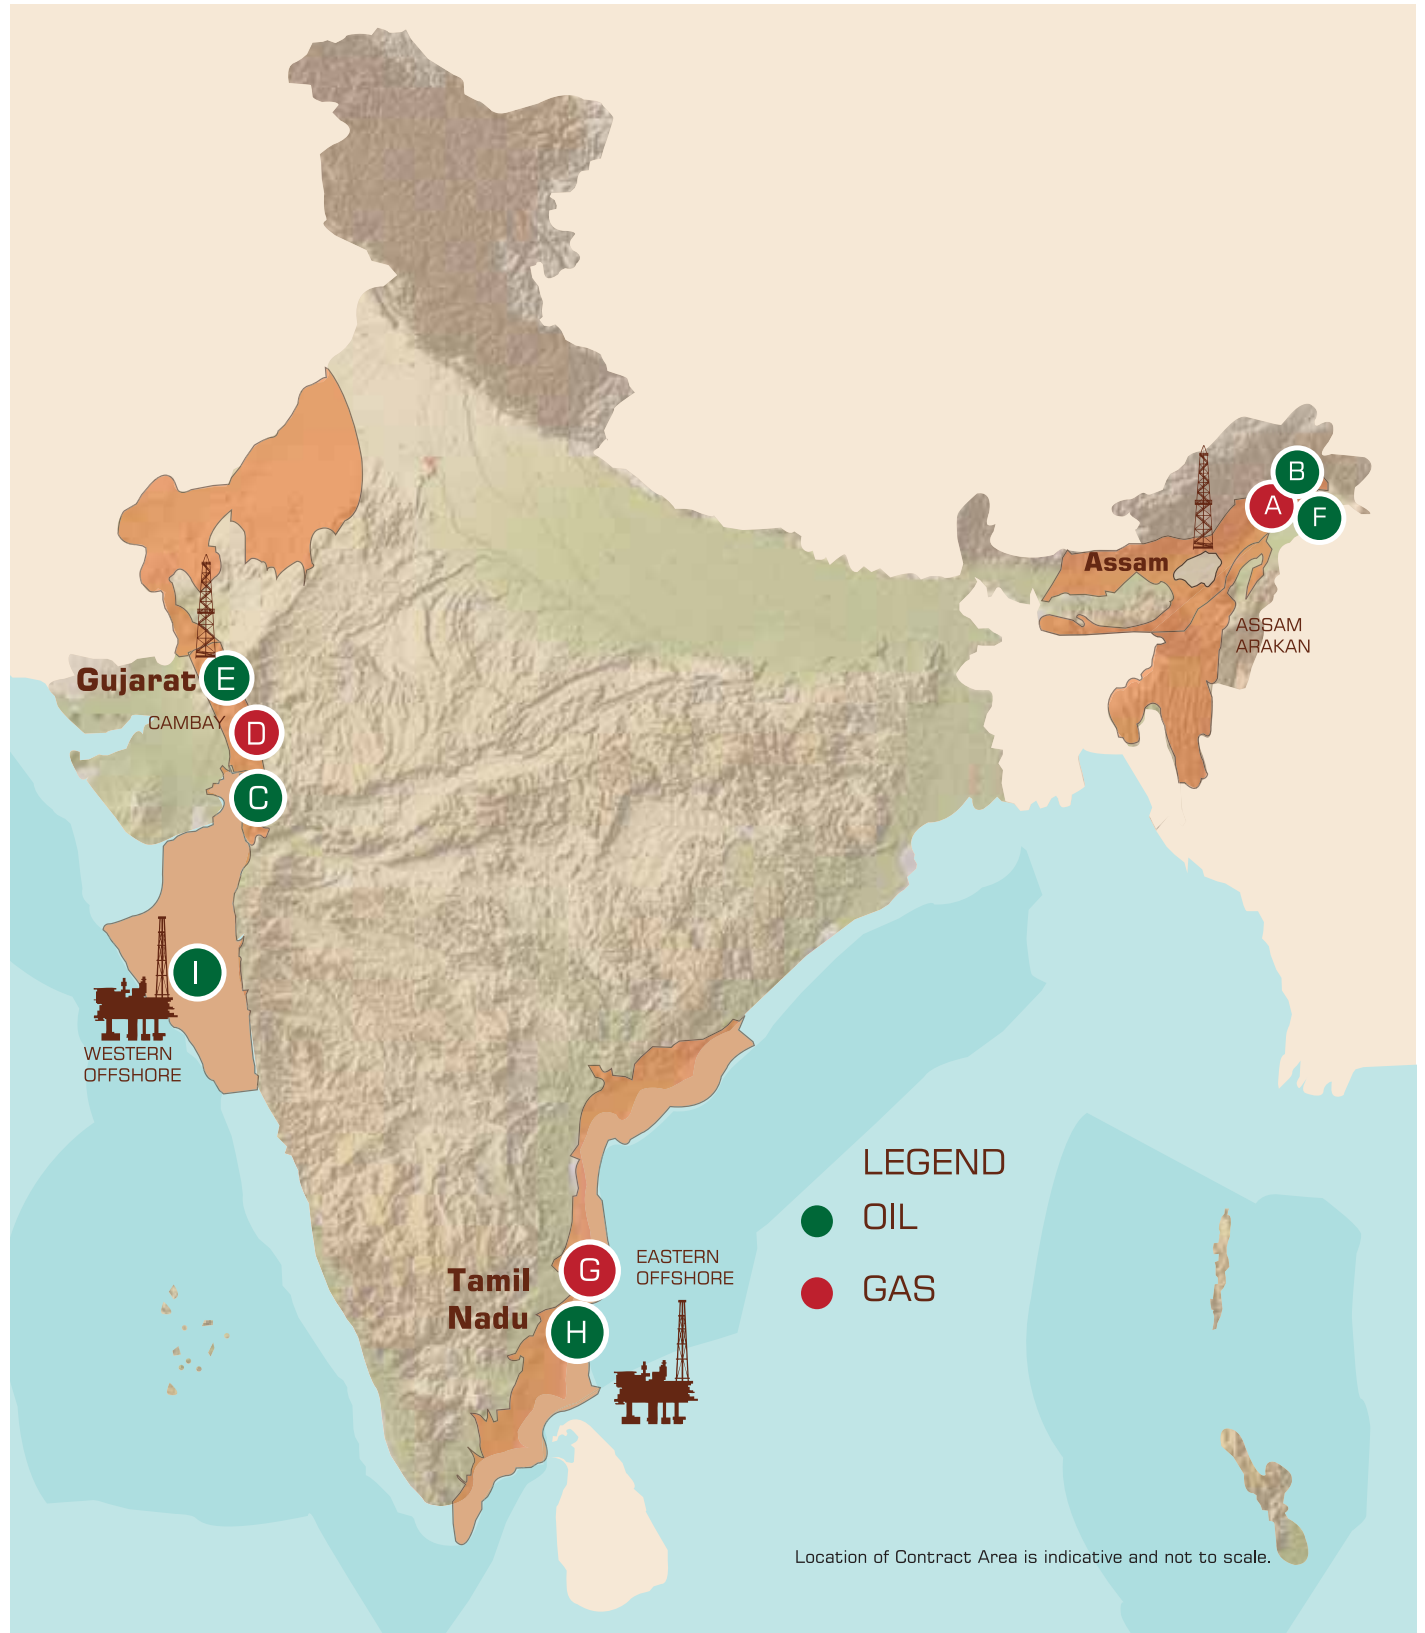 B
A
F
Assam
ASSAM
ARAKAN
Gujarat
E
CAMBAY
D
C
I
WESTERN
OFFSHORE
LEGEND
OIL
GAS
G
Tamil
Nadu
EASTERN
OFFSHORE
H
Location of Contract Area is indicative and not to scale.